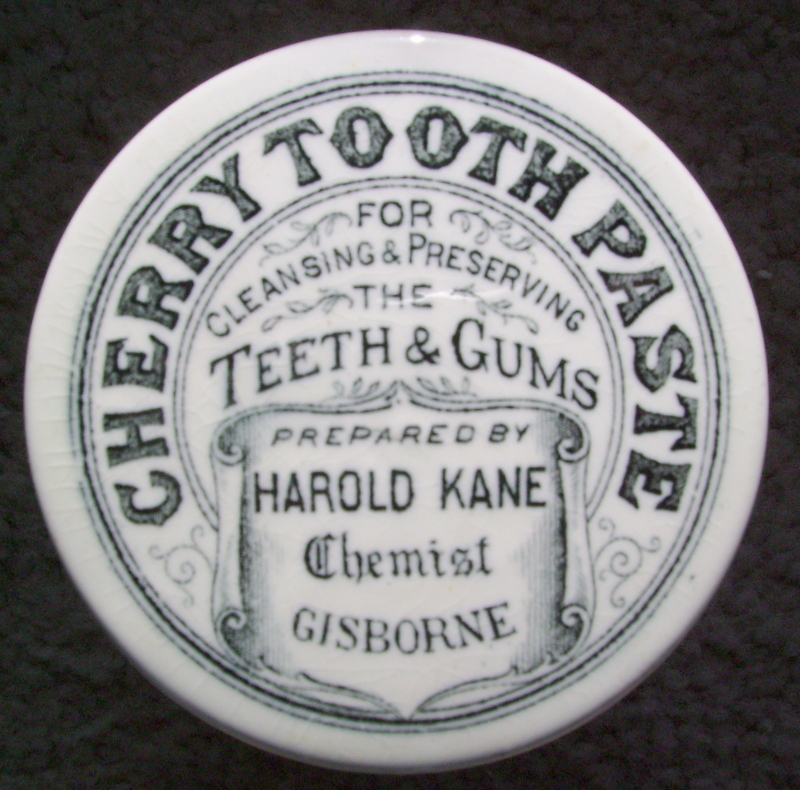 CHERRY TOOTH PASTE
FOR
CLEANSING & PRESERVING
THE
TEETH & GUMS
PREPARED BY
HAROLD KANE
Chemist
GISBORNE